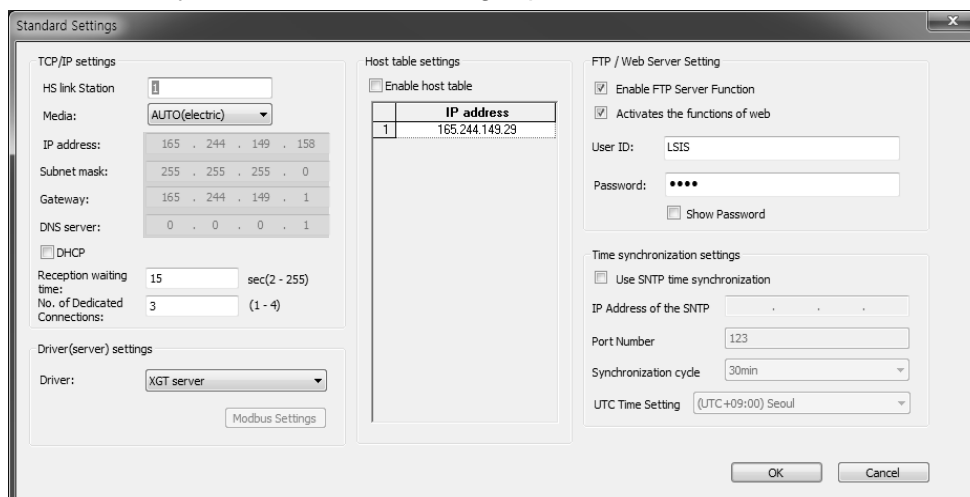 Standard Settings
TCP/IP settings
HS link Station 1
Media: AUTO(electric)
IP address: 165 . 244 . 149 . 158
Subnet mask: 255 . 255 . 255 . 0
Gateway: 165 . 244 . 149 . 1
DNS server: 0 . 0 . 0 . 1
DHCP
Reception waiting
time: 15 sec(2 - 255)
No. of Dedicated
Connections: 3 (1 - 4)
Driver(server) settings
Driver: XGT server
Modbus Settings
Host table settings
Enable host table
IP address
1 165.244.149.29
FTP / Web Server Setting
Enable FTP Server Function
Activates the functions of web
User ID: LSIS
Password: ••••
Show Password
Time synchronization settings
Use SNTP time synchronization
IP Address of the SNTP . . .
Port Number 123
Synchronization cycle 30min
UTC Time Setting (UTC+09:00) Seoul
OK Cancel